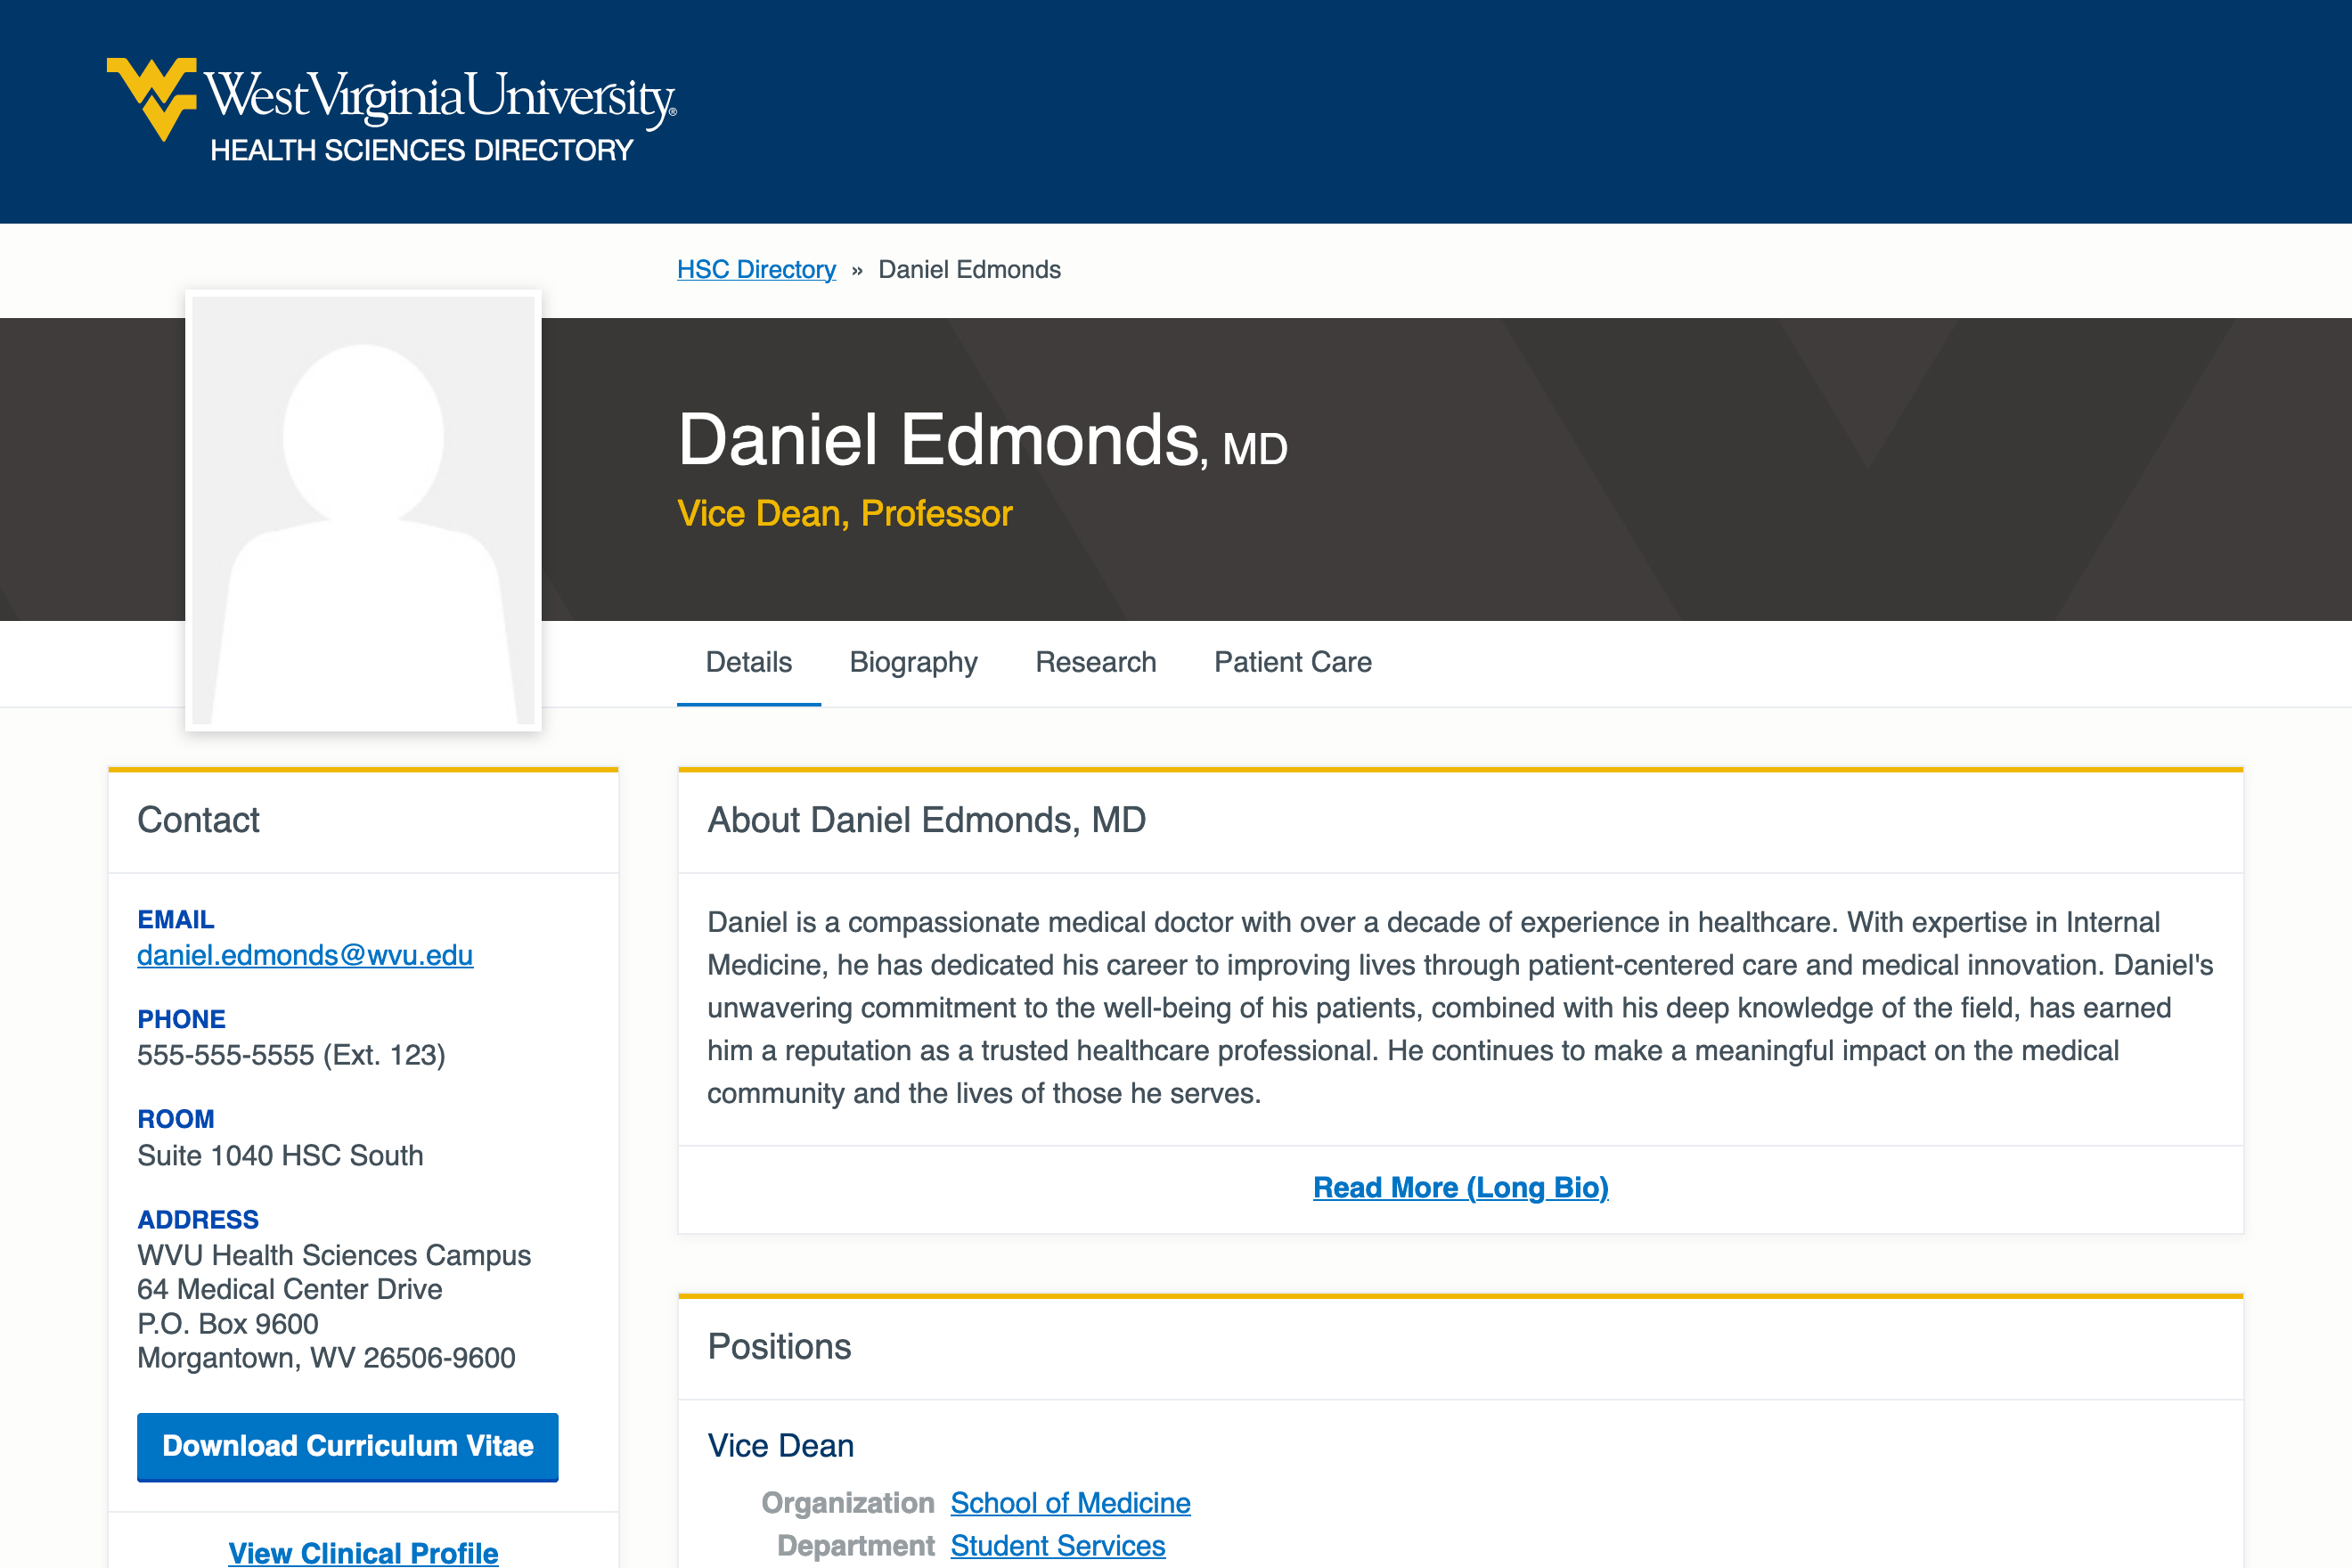 WestVirginiaUniversity®
HEALTH SCIENCES DIRECTORY
HSC Directory » Daniel Edmonds
Daniel Edmonds, MD
Vice Dean, Professor
Details Biography Research Patient Care
Contact
EMAIL
daniel.edmonds@wvu.edu
PHONE
555-555-5555 (Ext. 123)
ROOM
Suite 1040 HSC South
ADDRESS
WVU Health Sciences Campus
64 Medical Center Drive
P.O. Box 9600
Morgantown, WV 26506-9600
Download Curriculum Vitae
View Clinical Profile
About Daniel Edmonds, MD
Daniel is a compassionate medical doctor with over a decade of experience in healthcare. With expertise in Internal
Medicine, he has dedicated his career to improving lives through patient-centered care and medical innovation. Daniel's
unwavering commitment to the well-being of his patients, combined with his deep knowledge of the field, has earned
him a reputation as a trusted healthcare professional. He continues to make a meaningful impact on the medical
community and the lives of those he serves.
Read More (Long Bio)
Positions
Vice Dean
Organization School of Medicine
Department Student Services